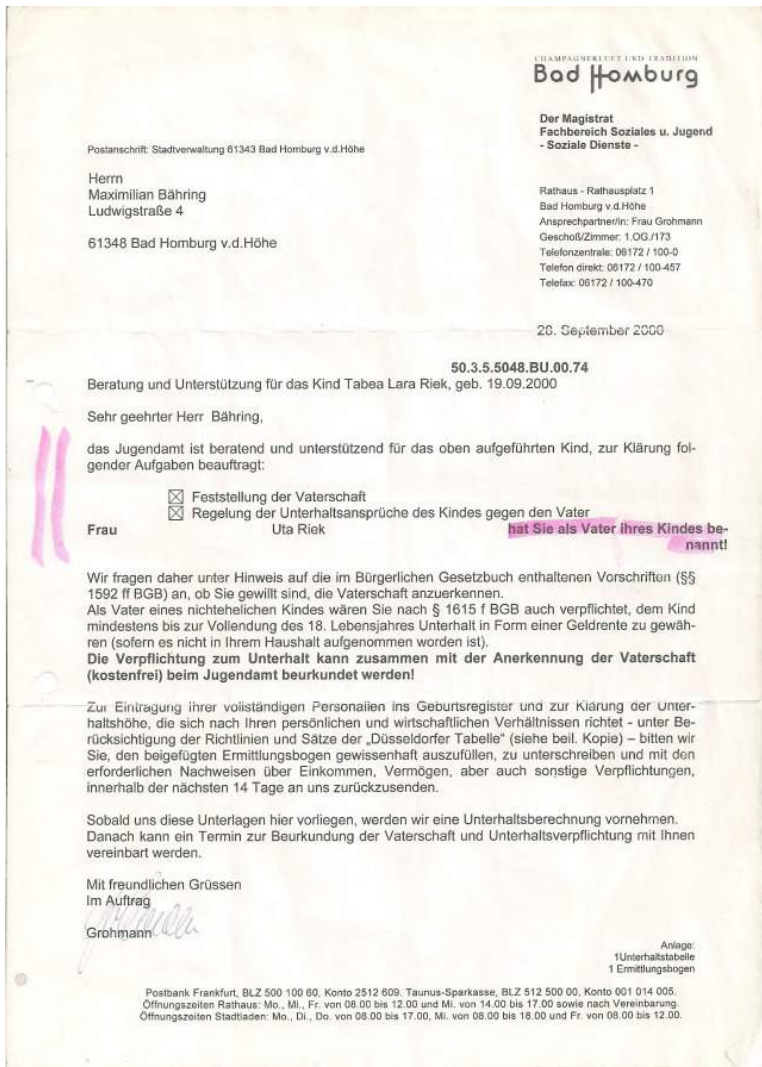 CHAMPAGNERLUFT UND TRADITION
Bad Homburg
Der Magistrat
Fachbereich Soziales u. Jugend
- Soziale Dienste -
Postanschrift: Stadtverwaltung 61343 Bad Homburg v.d.Höhe
Herrn
Maximilian Bähring
Ludwigstraße 4
61348 Bad Homburg v.d.Höhe
Rathaus - Rathausplatz 1
Bad Homburg v.d.Höhe
Ansprechpartner/in: Frau Grohmann
Geschoß/Zimmer: 1.OG./173
Telefonzentrale: 06172 / 100-0
Telefon direkt: 06172 / 100-457
Telefax: 06172 / 100-470
28. September 2000
50.3.5.5048.BU.00.74
Beratung und Unterstützung für das Kind Tabea Lara Riek, geb. 19.09.2000
Sehr geehrter Herr Bähring,
das Jugendamt ist beratend und unterstützend für das oben aufgeführten Kind, zur Klärung fol-
gender Aufgaben beauftragt:
☒ Feststellung der Vaterschaft
☒ Regelung der Unterhaltsansprüche des Kindes gegen den Vater
Frau Uta Riek hat Sie als Vater ihres Kindes be-
nannt!
Wir fragen daher unter Hinweis auf die im Bürgerlichen Gesetzbuch enthaltenen Vorschriften (§§
1592 ff BGB) an, ob Sie gewillt sind, die Vaterschaft anzuerkennen.
Als Vater eines nichtehelichen Kindes wären Sie nach § 1615 f BGB auch verpflichtet, dem Kind
mindestens bis zur Vollendung des 18. Lebensjahres Unterhalt in Form einer Geldrente zu gewäh-
ren (sofern es nicht in Ihrem Haushalt aufgenommen worden ist).
Die Verpflichtung zum Unterhalt kann zusammen mit der Anerkennung der Vaterschaft
(kostenfrei) beim Jugendamt beurkundet werden!
Zur Eintragung ihrer vollständigen Personalien ins Geburtsregister und zur Klärung der Unter-
haltshöhe, die sich nach Ihren persönlichen und wirtschaftlichen Verhältnissen richtet - unter Be-
rücksichtigung der Richtlinien und Sätze der „Düsseldorfer Tabelle" (siehe beil. Kopie) – bitten wir
Sie, den beigefügten Ermittlungsbogen gewissenhaft auszufüllen, zu unterschreiben und mit den
erforderlichen Nachweisen über Einkommen, Vermögen, aber auch sonstige Verpflichtungen,
innerhalb der nächsten 14 Tage an uns zurückzusenden.
Sobald uns diese Unterlagen hier vorliegen, werden wir eine Unterhaltsberechnung vornehmen.
Danach kann ein Termin zur Beurkundung der Vaterschaft und Unterhaltsverpflichtung mit Ihnen
vereinbart werden.
Mit freundlichen Grüssen
Im Auftrag
Grohmann
Anlage:
1Unterhaltstabelle
1 Ermittlungsbogen
Postbank Frankfurt, BLZ 500 100 60, Konto 2512 609. Taunus-Sparkasse, BLZ 512 500 00, Konto 001 014 005.
Öffnungszeiten Rathaus: Mo., Mi., Fr. von 08.00 bis 12.00 und Mi. von 14.00 bis 17.00 sowie nach Vereinbarung.
Öffnungszeiten Stadtladen: Mo., Di., Do. von 08.00 bis 17.00, Mi. von 08.00 bis 18.00 und Fr. von 08.00 bis 12.00.